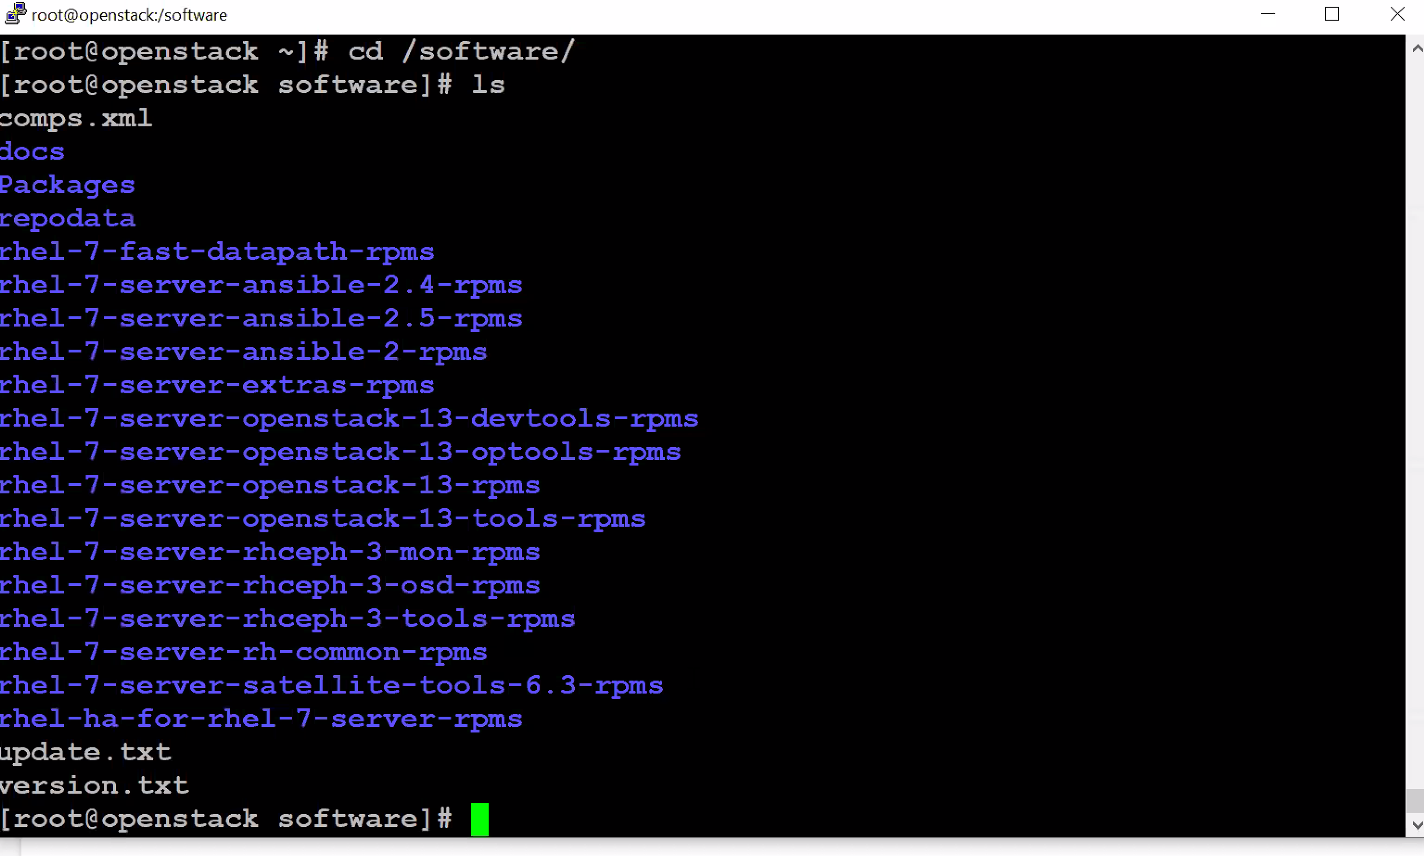 root@openstack:/software
[root@openstack ~]# cd /software/
[root@openstack software]# ls
comps.xml
docs
Packages
repodata
rhel-7-fast-datapath-rpms
rhel-7-server-ansible-2.4-rpms
rhel-7-server-ansible-2.5-rpms
rhel-7-server-ansible-2-rpms
rhel-7-server-extras-rpms
rhel-7-server-openstack-13-devtools-rpms
rhel-7-server-openstack-13-optools-rpms
rhel-7-server-openstack-13-rpms
rhel-7-server-openstack-13-tools-rpms
rhel-7-server-rhceph-3-mon-rpms
rhel-7-server-rhceph-3-osd-rpms
rhel-7-server-rhceph-3-tools-rpms
rhel-7-server-rh-common-rpms
rhel-7-server-satellite-tools-6.3-rpms
rhel-ha-for-rhel-7-server-rpms
update.txt
version.txt
[root@openstack software]#